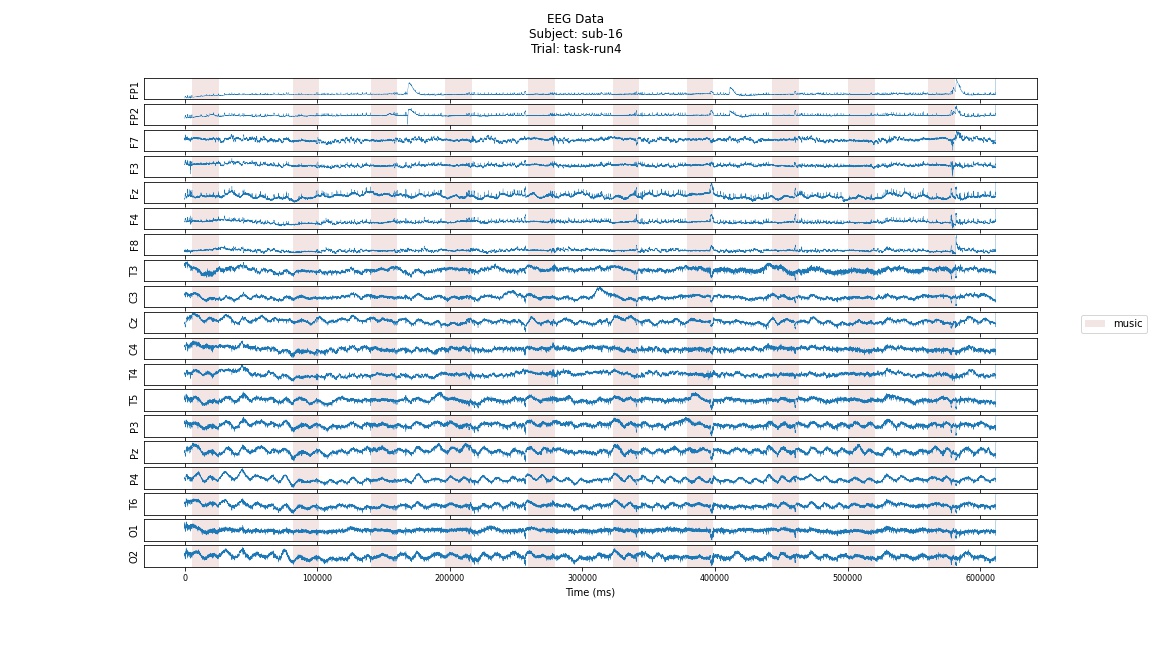 EEG Data
Subject: sub-16
Trial: task-run4
FP1
FP2
F7
F3
Fz
F4
F8
T3
C3
Cz
C4
T4
T5
P3
Pz
P4
T6
O1
O2
music
0 100000 200000 300000 400000 500000 600000
Time (ms)